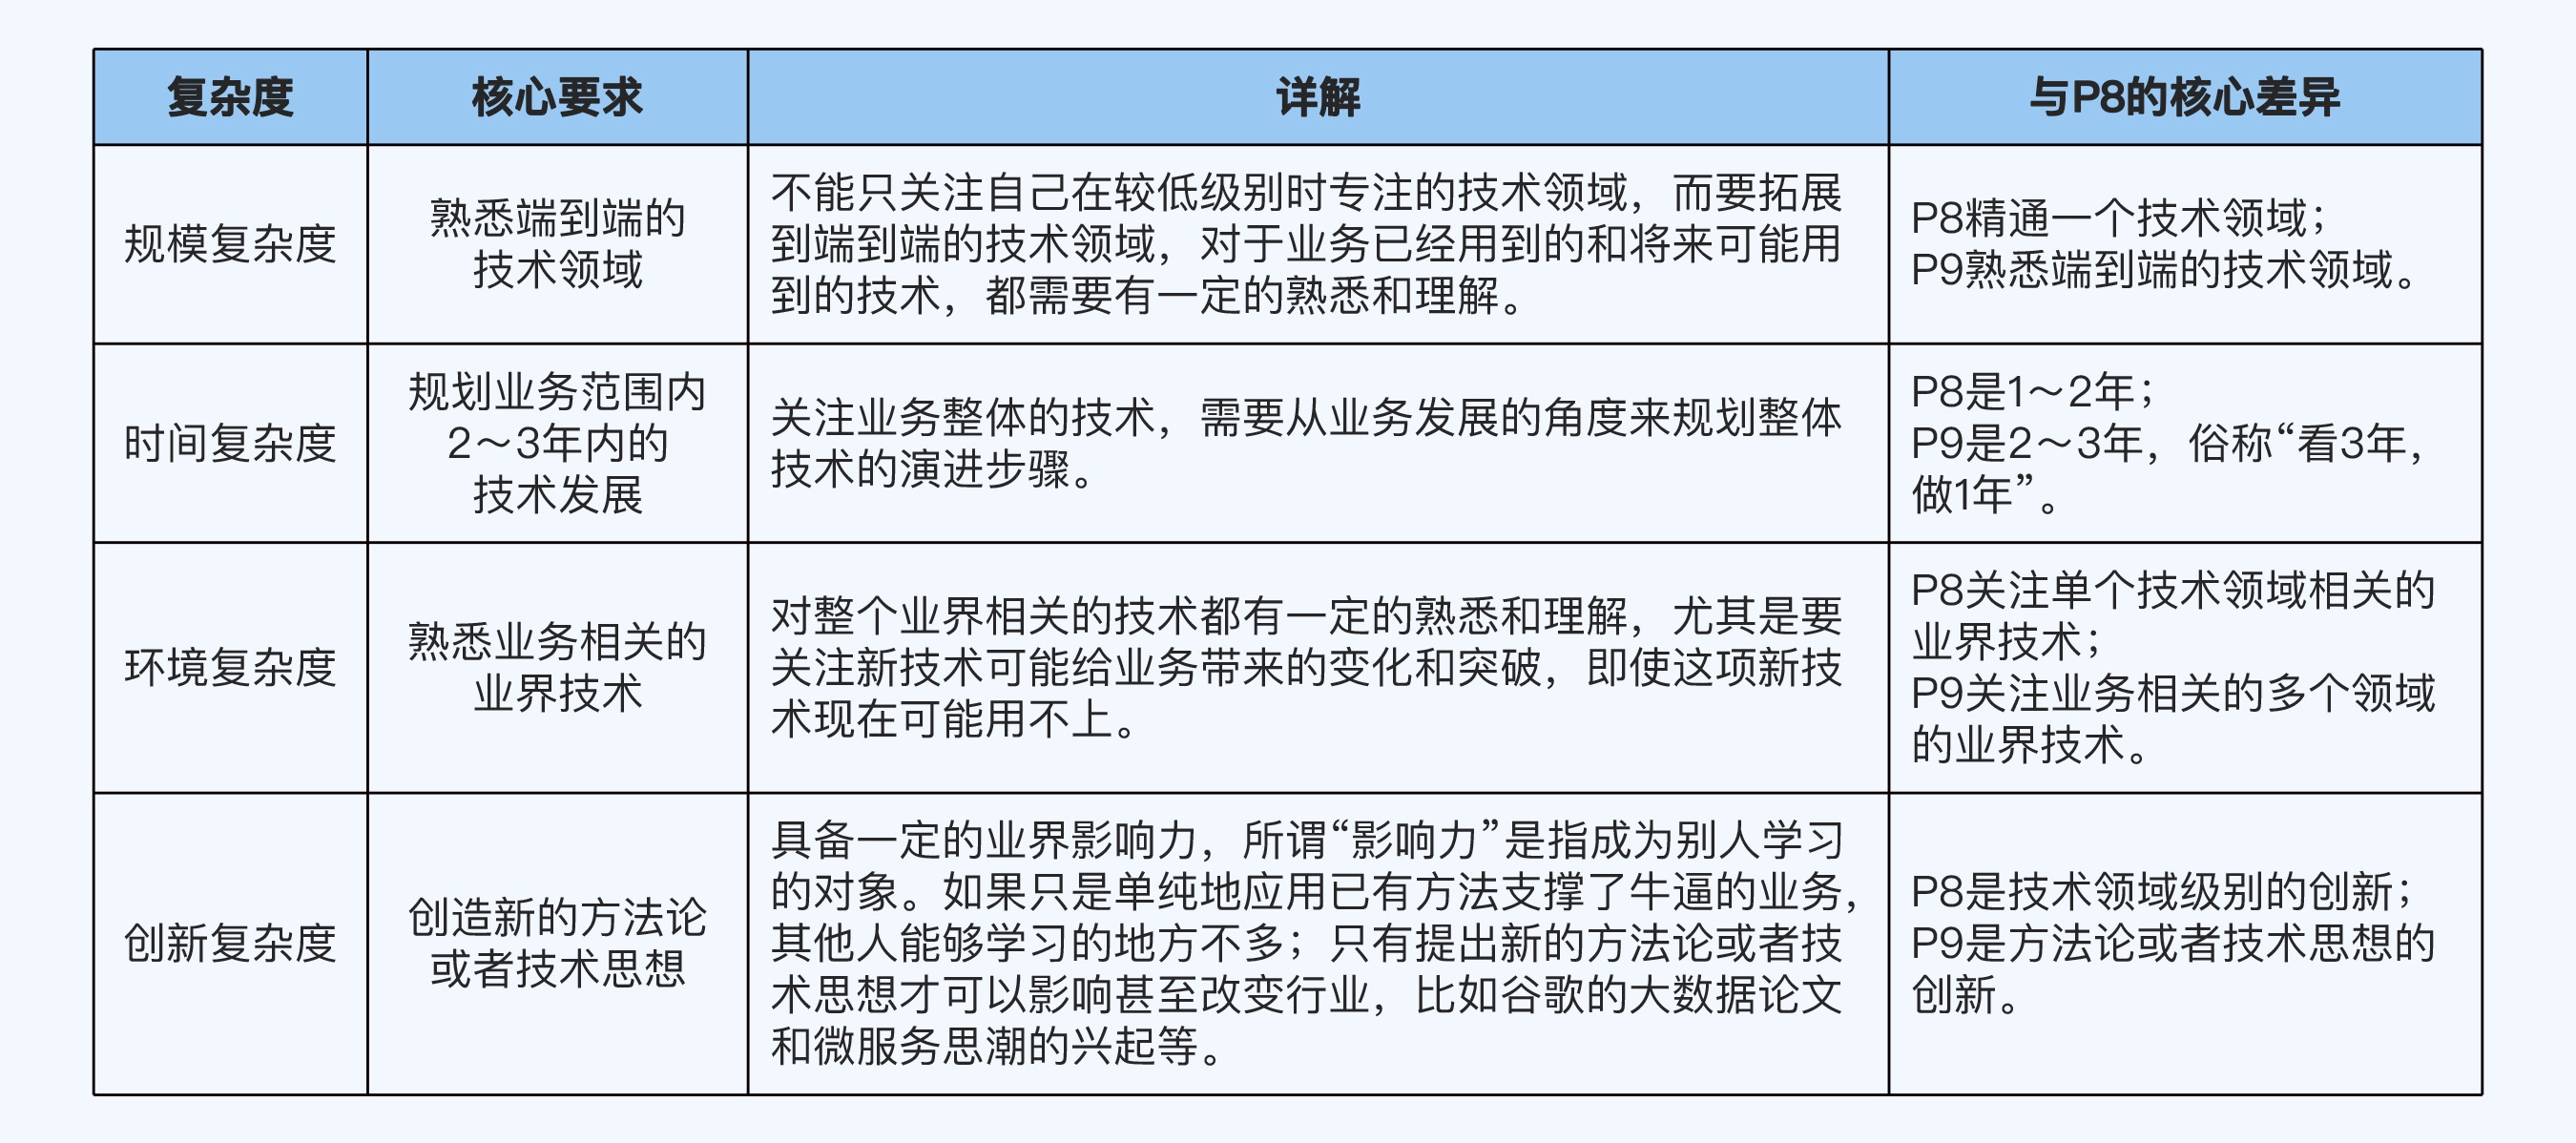 复杂度
核心要求
详解
与P8的核心差异
规模复杂度
熟悉端到端的
技术领域
不能只关注自己在较低级别时专注的技术领域，而要拓展
到端到端的技术领域，对于业务已经用到的和将来可能用
到的技术，都需要有一定的熟悉和理解。
P8精通一个技术领域；
P9熟悉端到端的技术领域。
时间复杂度
规划业务范围内
2～3年内的
技术发展
关注业务整体的技术，需要从业务发展的角度来规划整体
技术的演进步骤。
P8是1～2年；
P9是2～3年，俗称“看3年，
做1年”。
环境复杂度
熟悉业务相关的
业界技术
对整个业界相关的技术都有一定的熟悉和理解，尤其是要
关注新技术可能给业务带来的变化和突破，即使这项新技
术现在可能用不上。
P8关注单个技术领域相关的
业界技术；
P9关注业务相关的多个领域
的业界技术。
创新复杂度
创造新的方法论
或者技术思想
具备一定的业界影响力，所谓“影响力”是指成为别人学习
的对象。如果只是单纯地应用已有方法支撑了牛逼的业务，
其他人能够学习的地方不多；只有提出新的方法论或者技
术思想才可以影响甚至改变行业，比如谷歌的大数据论文
和微服务思潮的兴起等。
P8是技术领域级别的创新；
P9是方法论或者技术思想的
创新。